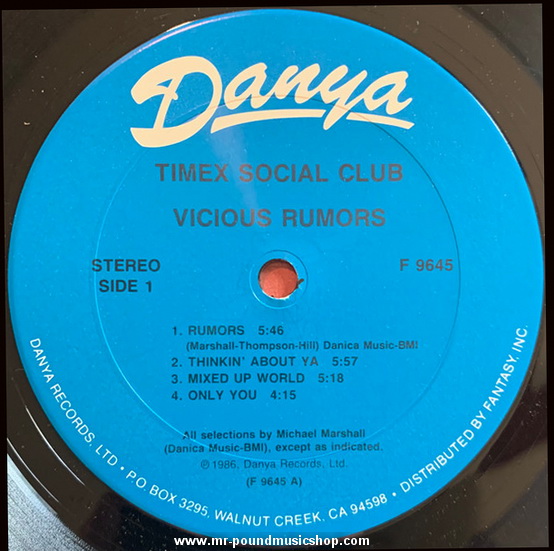 Danya
TIMEX SOCIAL CLUB
VICIOUS RUMORS
STEREO
SIDE 1
F 9645
1. RUMORS 5:46
(Marshall-Thompson-Hill) Danica Music-BMI
2. THINKIN' ABOUT YA 5:57
3. MIXED UP WORLD 5:18
4. ONLY YOU 4:15
All selections by Michael Marshall
(Danica Music-BMI), except as indicated.
℗1986, Danya Records, Ltd.
(F 9645 A)
DANYA RECORDS, LTD • P.O. BOX 3295, WALNUT CREEK, CA 94598 • DISTRIBUTED BY FANTASY, INC.
www.mr-poundmusicshop.com